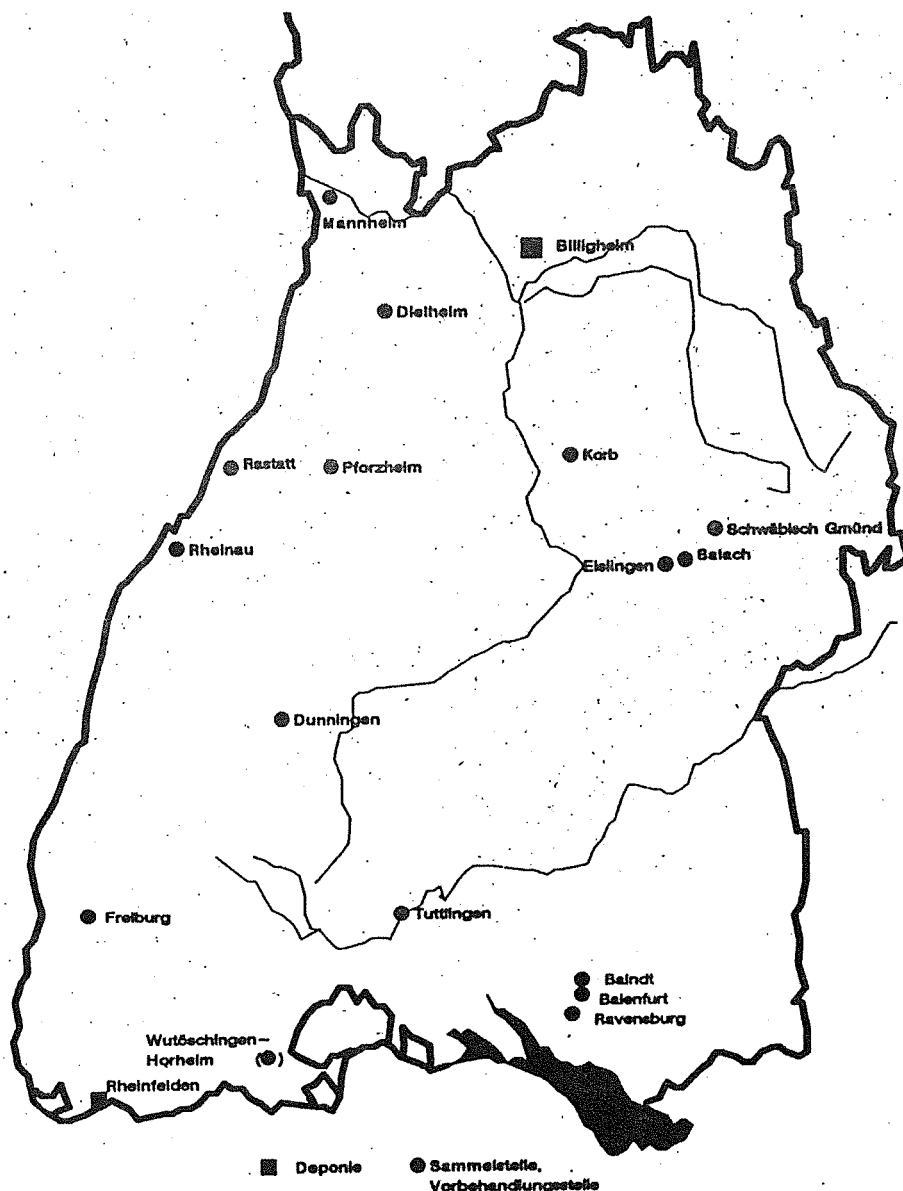 Mannheim
Billigheim
Dielheim
Korb
Rastatt
Pforzheim
Schwäbisch Gmünd
Rheinau
Eislingen
Balach
Dunningen
Freiburg
Tuttlingen
Baindt
Baienfurt
Ravensburg
Wutöschingen-
Horheim
Rheinfelden
Deponie
Sammelstelle,
Vorbehandlungsstelle